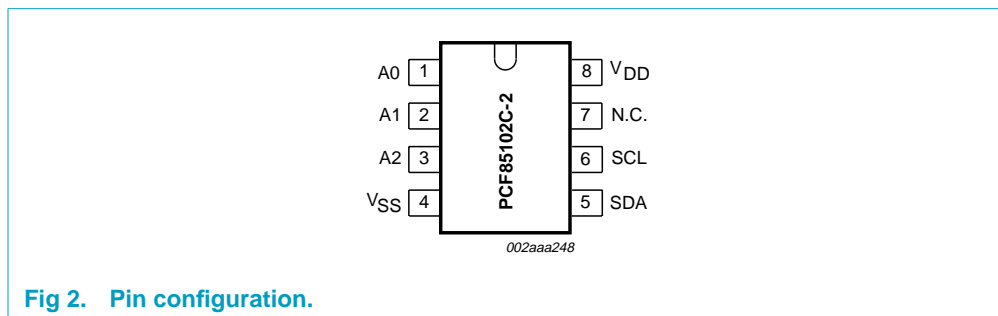 A0 1 8 VDD
A1 2 7 N.C.
A2 3 6 SCL
VSS 4 5 SDA
PCF85102C-2
002aaa248
Fig 2. Pin configuration.